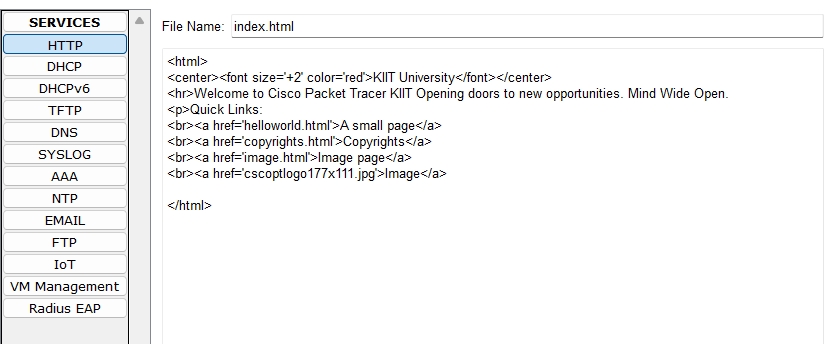 SERVICES
HTTP
DHCP
DHCPv6
TFTP
DNS
SYSLOG
AAA
NTP
EMAIL
FTP
IoT
VM Management
Radius EAP
File Name: index.html
<html>
<center><font size='+2' color='red'>KIIT University</font></center>
<hr>Welcome to Cisco Packet Tracer KIIT Opening doors to new opportunities. Mind Wide Open.
<p>Quick Links:
<br><a href='helloworld.html'>A small page</a>
<br><a href='copyrights.html'>Copyrights</a>
<br><a href='image.html'>Image page</a>
<br><a href='cscoptlogo177x111.jpg'>Image</a>
</html>